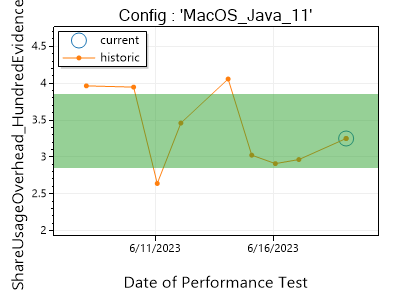 Config : 'MacOS_Java_11'
ShareUsageOverhead_HundredEvidence
current
historic
4.5
4
3.5
3
2.5
2
6/11/2023
6/16/2023
Date of Performance Test